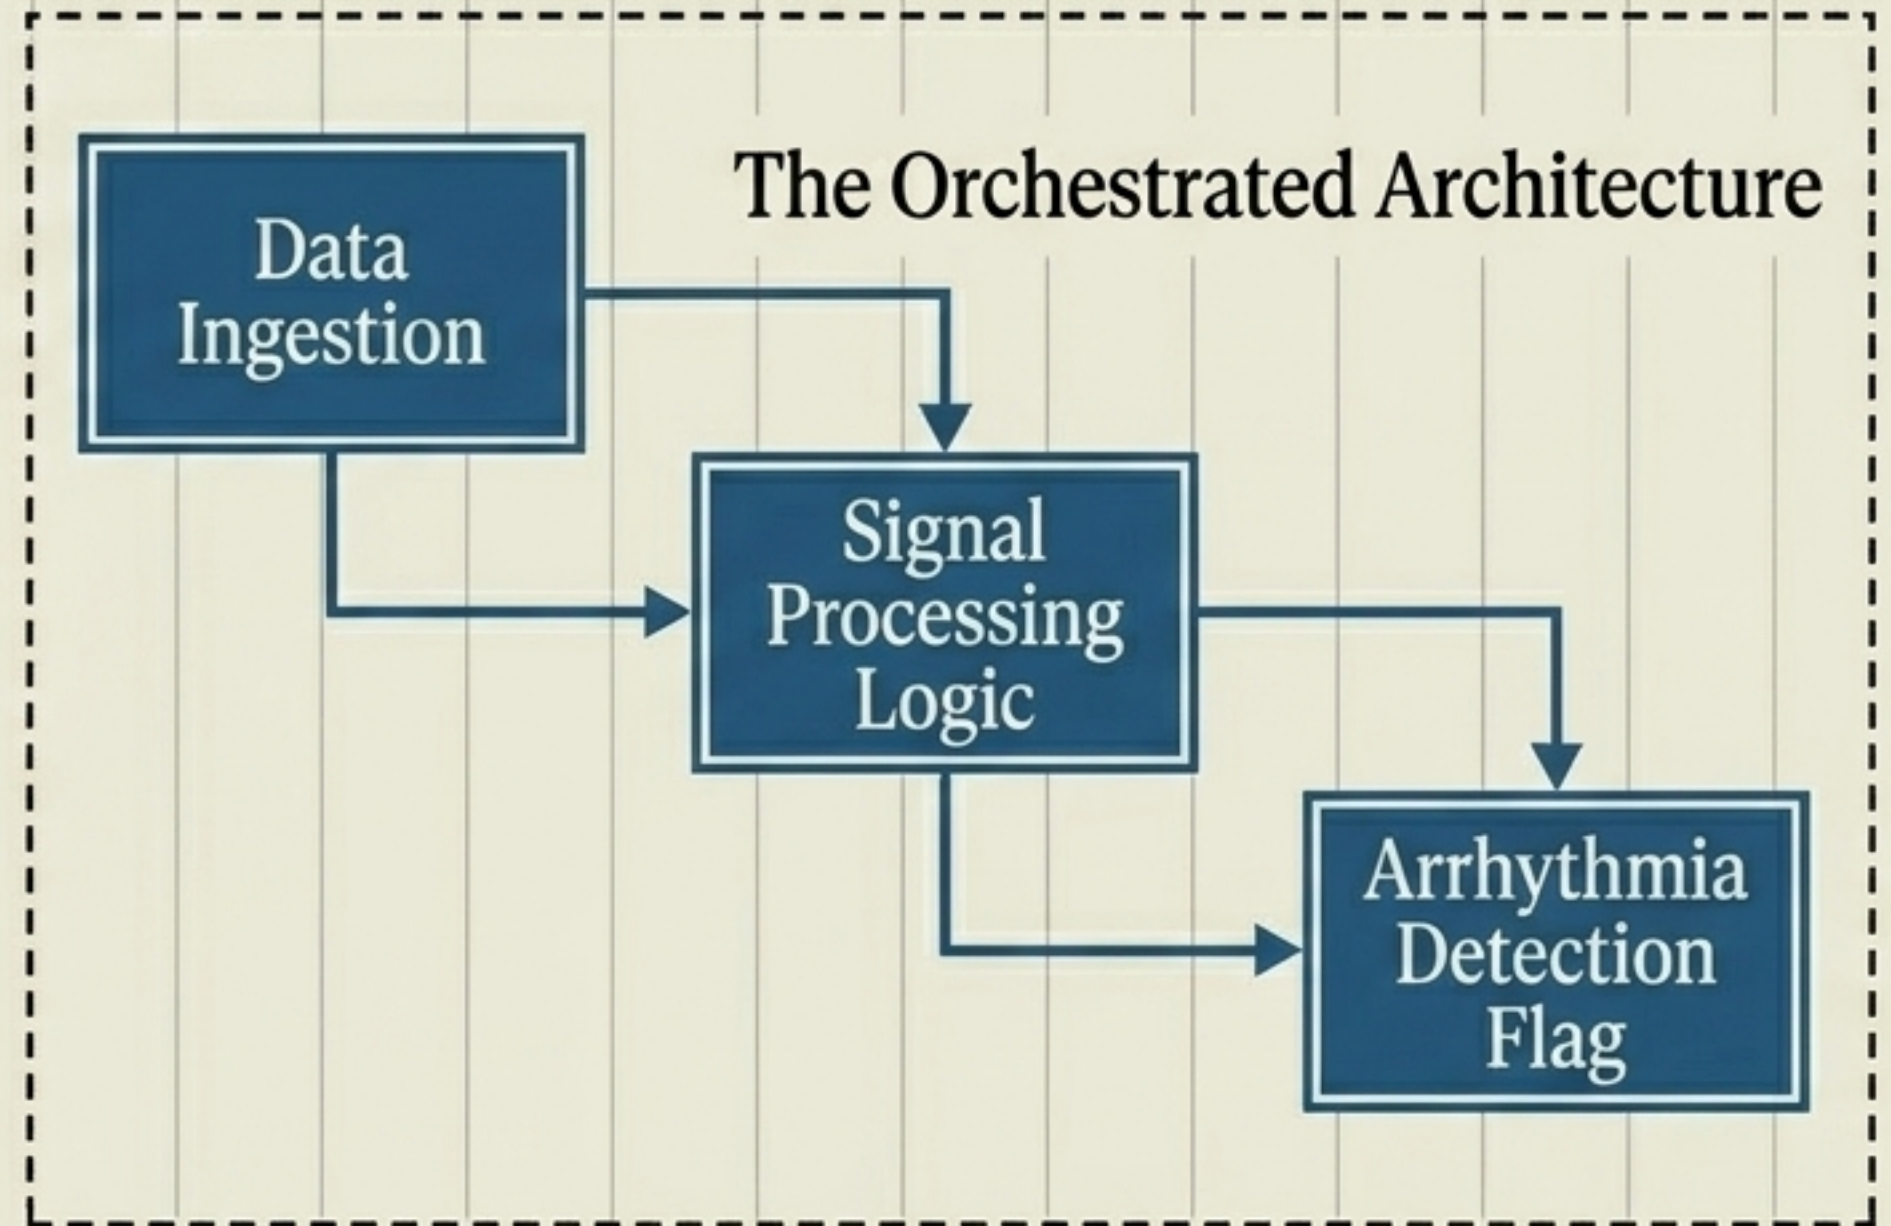 The Orchestrated Architecture
Data
Ingestion
Signal
Processing
Logic
Arrhythmia
Detection
Flag